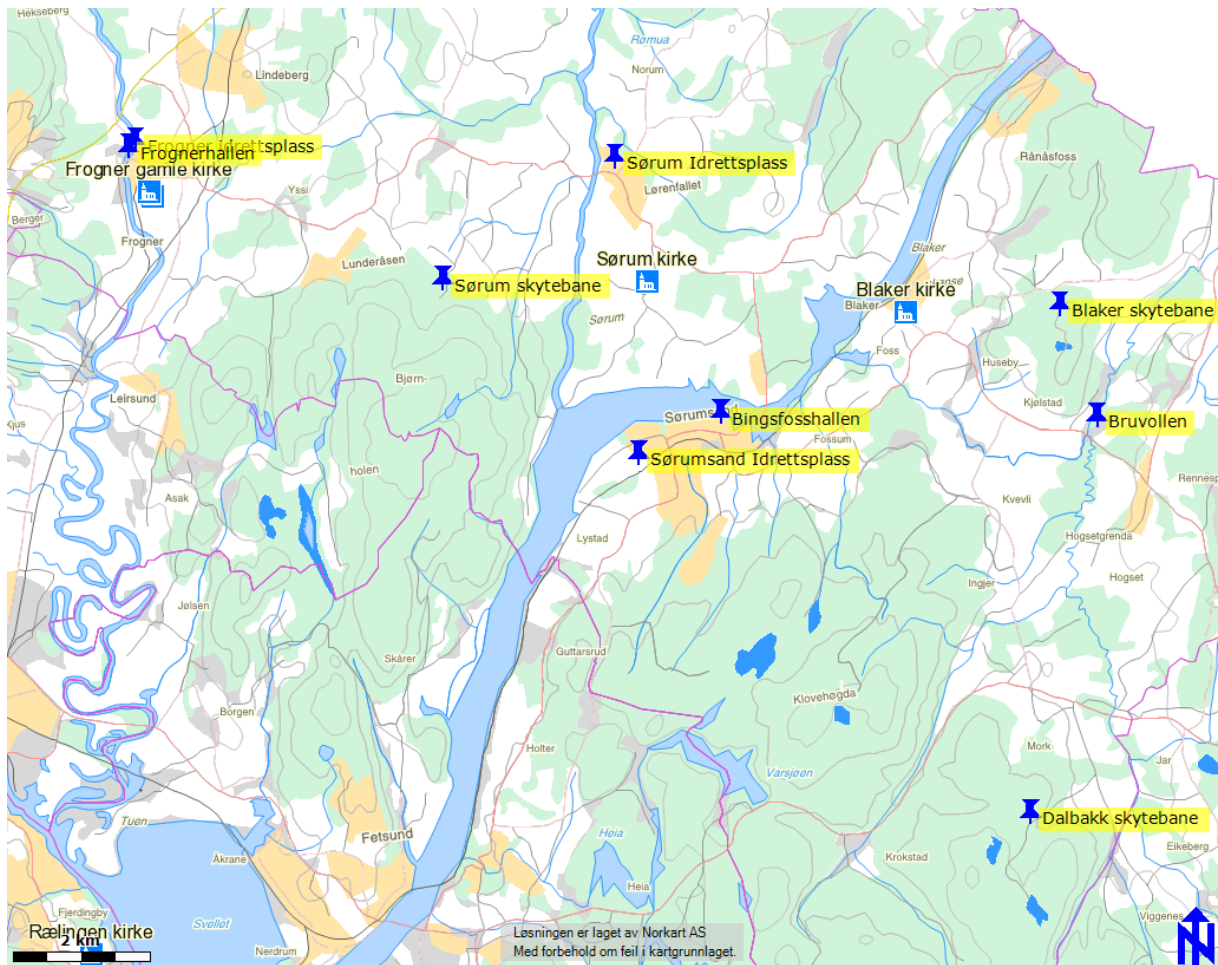 Hekseberg
Rømua
Lindeberg
Norum
Frogner Idrettsplass
Frognerhallen
Sørum Idrettsplass
Rånåsfoss
Frogner gamle kirke
Yssi
Lørenfallet
Berger
Frogner
Blaker
Lunderåsen
Sørum kirke
Sørum skytebane
Blaker kirke
Blaker
Blaker skytebane
Sørum
Foss
Huseby
Bjørn-
Leirsund
Kjølstad
Kjus
Bingsfosshallen
Bruvollen
Fossum
Sørumsand Idrettsplass
holen
Asak
Kvevli
Lystad
Hogsetgrenda
Ingjer
Hogset
Jølsen
Guttarsrud
Skårer
Klovehøgda
Borgen
Holter
Mork
Jar
Varsjøen
Tuen
Fetsund
Heia
Dalbakk skytebane
Åkrane
Krokstad
Eikeberg
Heia
Fjerdingby
Svellet
Viggenes
Rælingen kirke
2 km
Nerdrum
Løsningen er laget av Norkart AS
Med forbehold om feil i kartgrunnlaget.
N